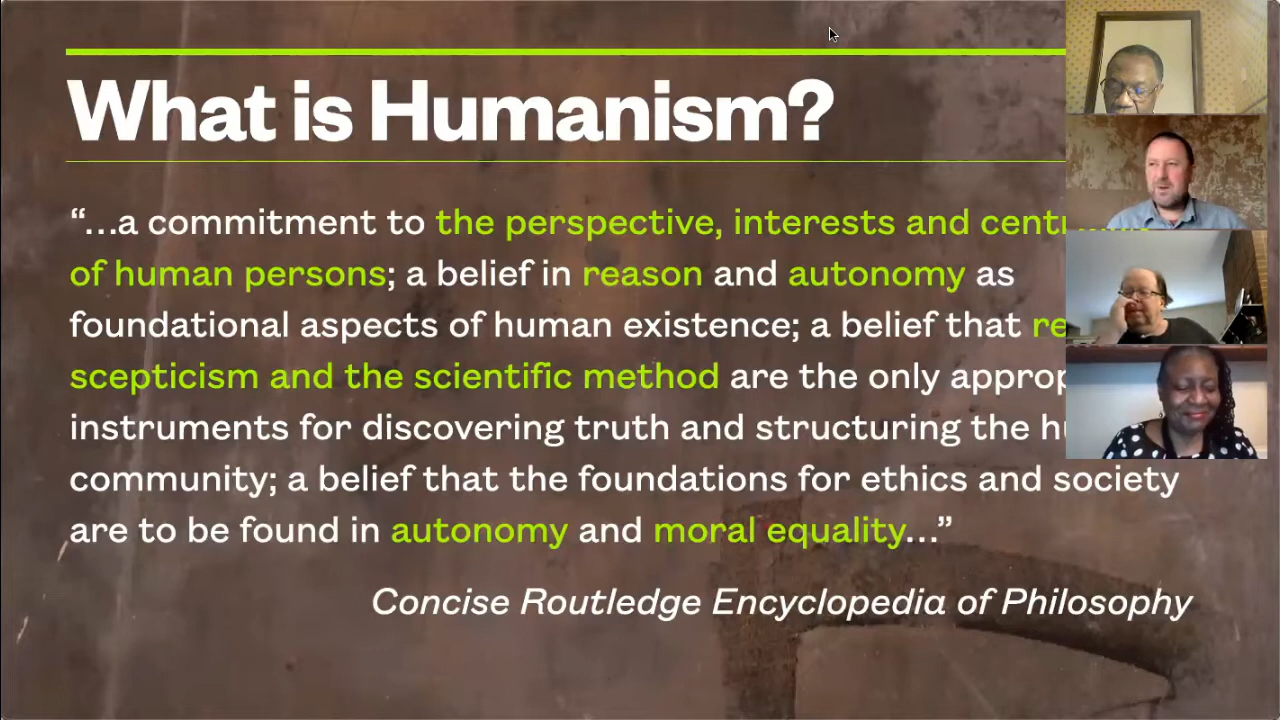 What is Humanism?
“…a commitment to the perspective, interests and
of human persons; a belief in reason and autonomy as
foundational aspects of human existence; a belief that
scepticism and the scientific method are the only
instruments for discovering truth and structuring the
community; a belief that the foundations for ethics and society
are to be found in autonomy and moral equality…”
Concise Routledge Encyclopedia of Philosophy